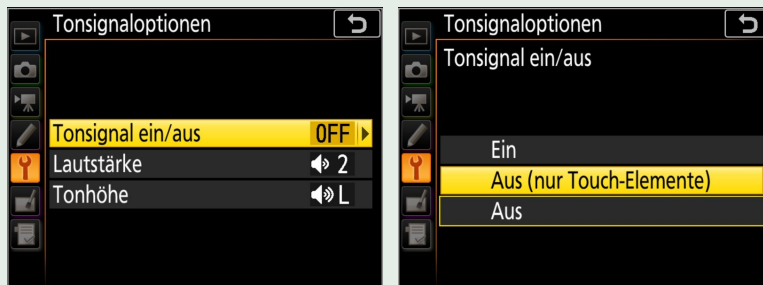 Tonsignaloptionen
Tonsignal ein/aus OFF
Lautstärke 2
Tonhöhe L
Tonsignaloptionen
Tonsignal ein/aus
Ein
Aus (nur Touch-Elemente)
Aus